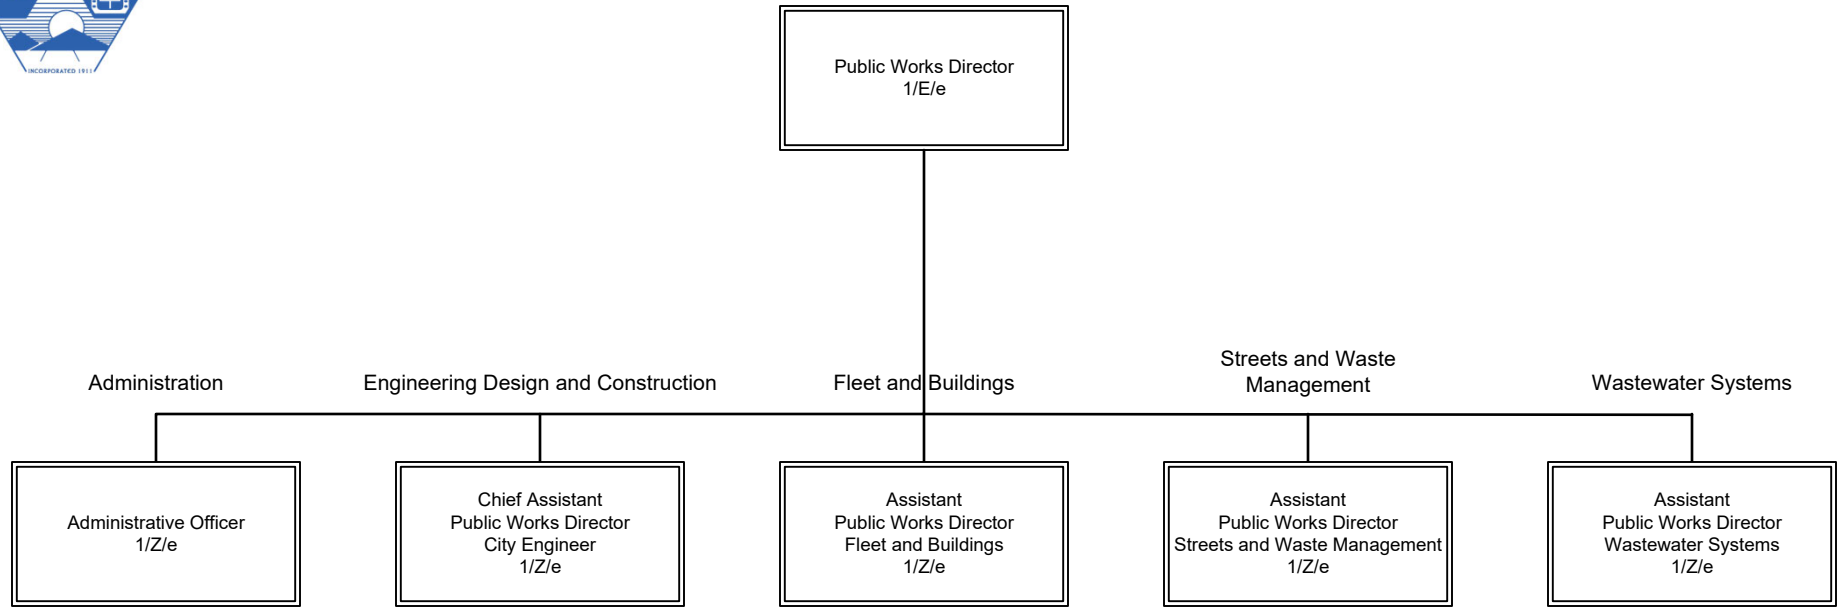 INCORPORATED 1911
Public Works Director
1/E/e
Administration
Engineering Design and Construction
Fleet and Buildings
Streets and Waste
Management
Wastewater Systems
Administrative Officer
1/Z/e
Chief Assistant
Public Works Director
City Engineer
1/Z/e
Assistant
Public Works Director
Fleet and Buildings
1/Z/e
Assistant
Public Works Director
Streets and Waste Management
1/Z/e
Assistant
Public Works Director
Wastewater Systems
1/Z/e